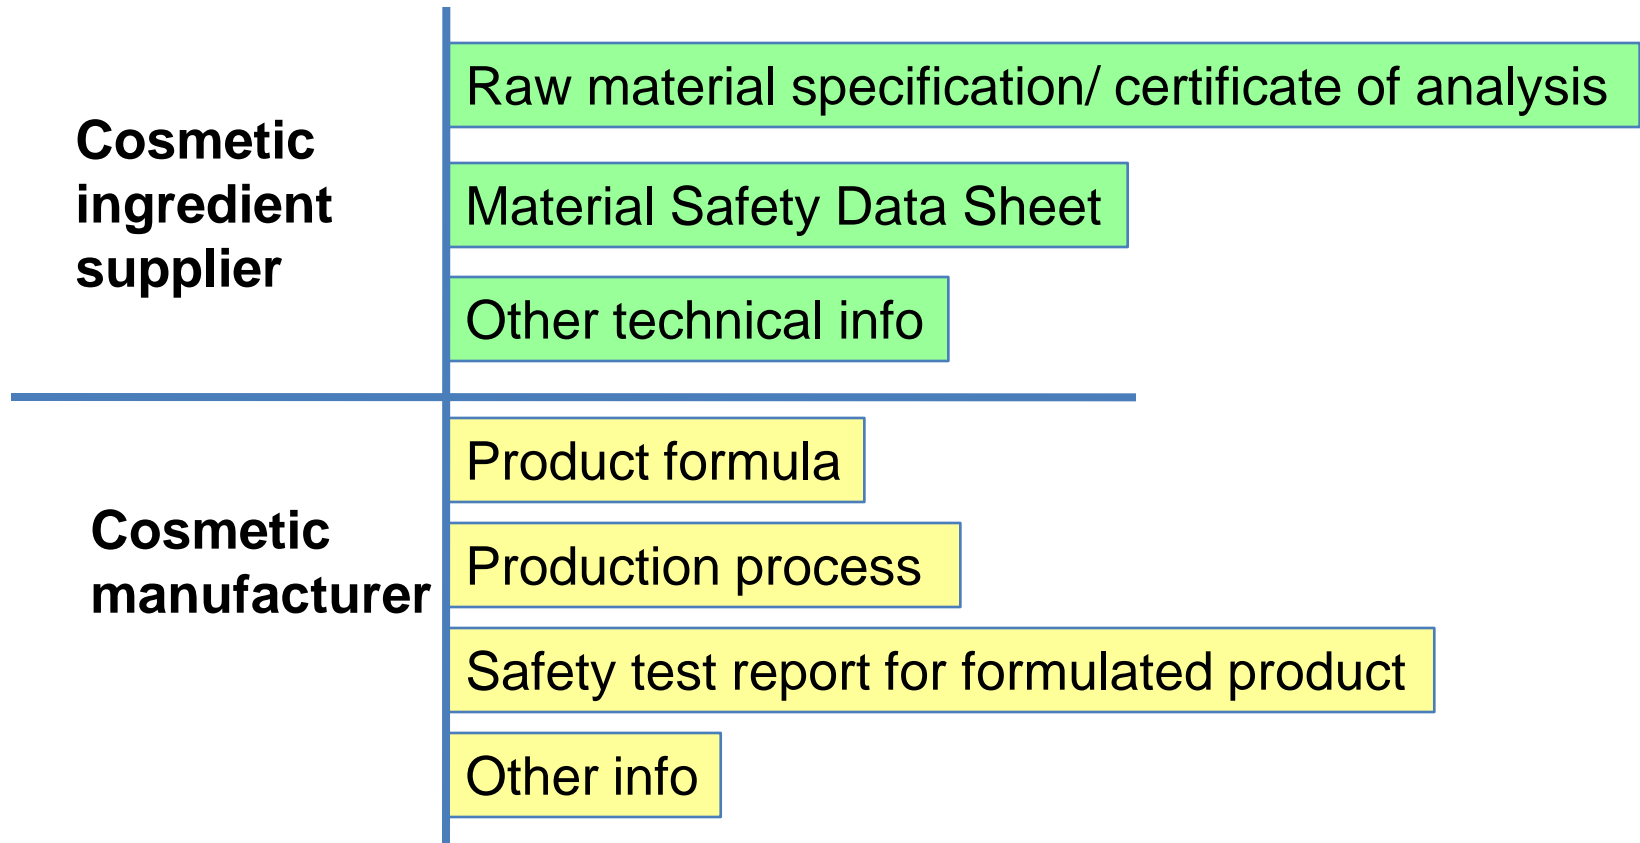 Cosmetic
ingredient
supplier
Raw material specification/ certificate of analysis
Material Safety Data Sheet
Other technical info
Cosmetic
manufacturer
Product formula
Production process
Safety test report for formulated product
Other info